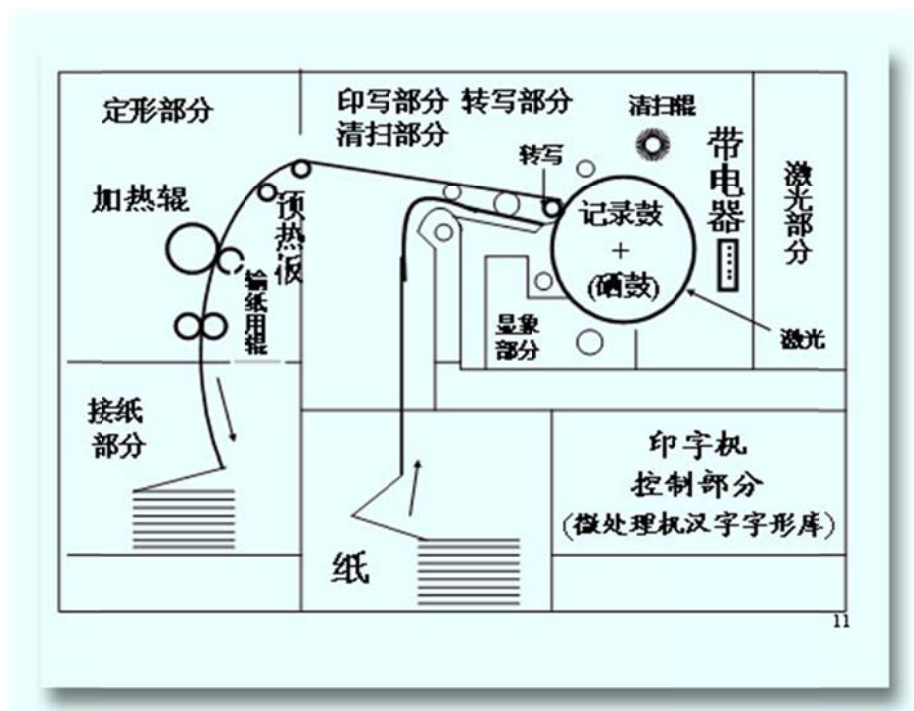 定形部分
印写部分 转写部分
清扫部分
清扫辊
转写
带电器
激光部分
加热辊
预热板
记录鼓
+
(硒鼓)
输纸用辊
显象
部分
激光
接纸
部分
印字机
控制部分
(微处理机汉字字形库)
纸
11